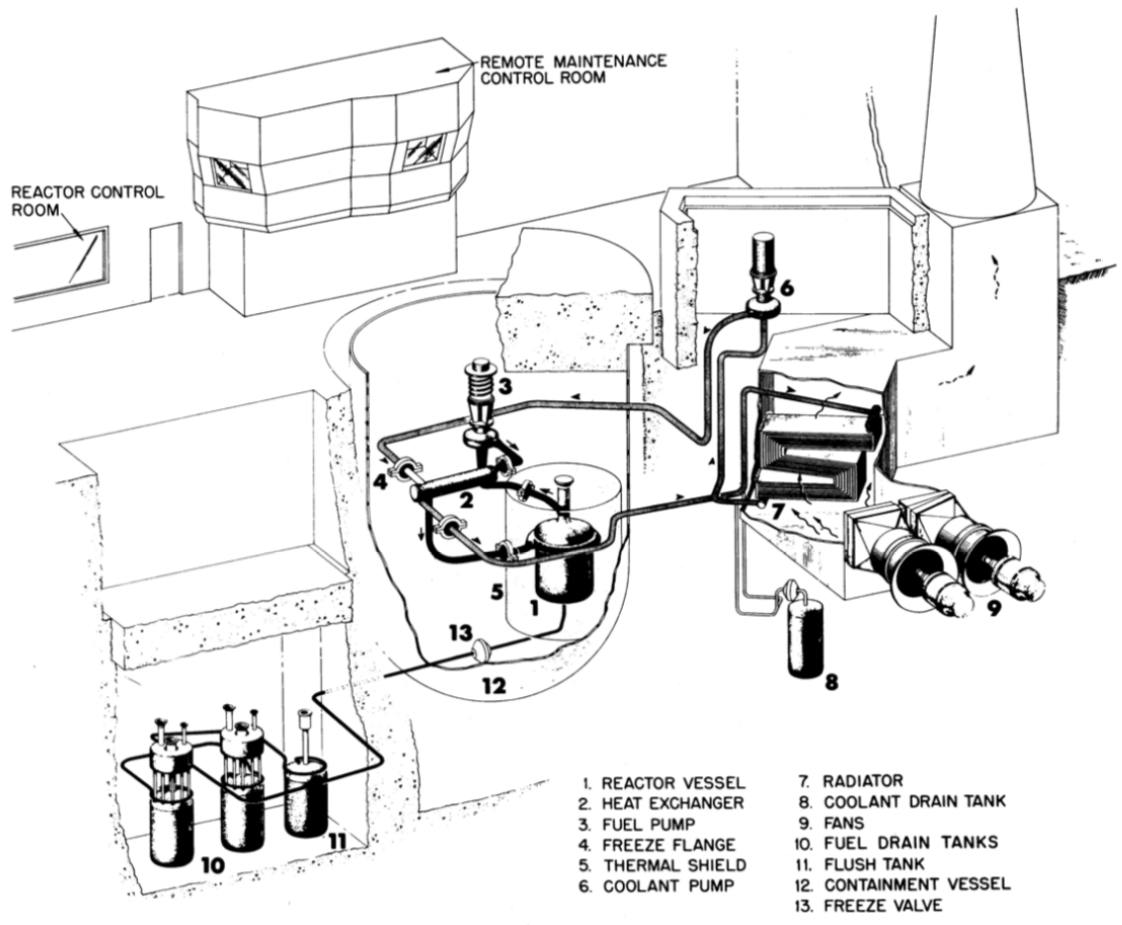 REMOTE MAINTENANCE
CONTROL ROOM
REACTOR CONTROL
ROOM
6
3
4
2
7
5
1
9
13
12
8
11
10
1. REACTOR VESSEL
2. HEAT EXCHANGER
3. FUEL PUMP
4. FREEZE FLANGE
5. THERMAL SHIELD
6. COOLANT PUMP
7. RADIATOR
8. COOLANT DRAIN TANK
9. FANS
10. FUEL DRAIN TANKS
11. FLUSH TANK
12. CONTAINMENT VESSEL
13. FREEZE VALVE